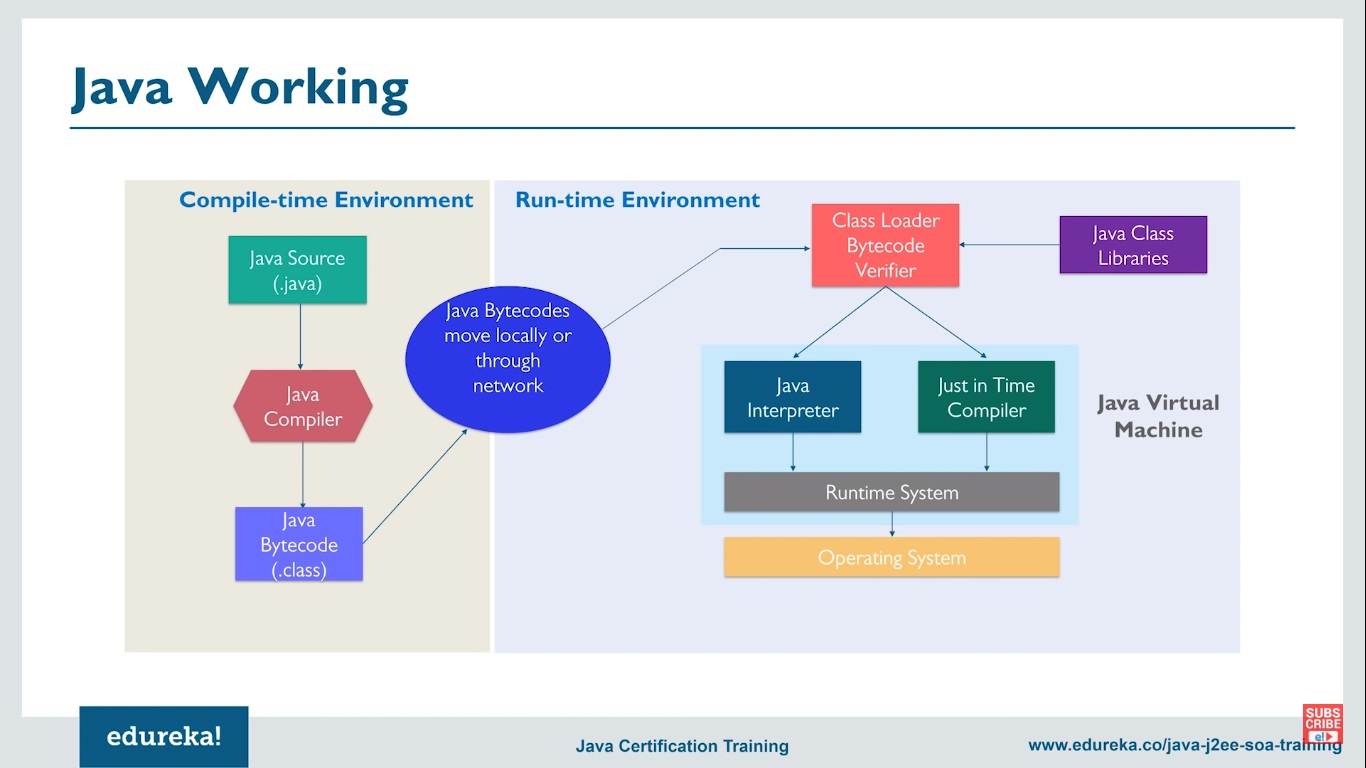 Java Working
Compile-time Environment
Run-time Environment
Java Source
(.java)
Java
Compiler
Java
Bytecode
(.class)
Java Bytecodes
move locally or
through
network
Class Loader
Bytecode
Verifier
Java Class
Libraries
Java
Interpreter
Just in Time
Compiler
Java Virtual
Machine
Runtime System
Operating System
edureka!
Java Certification Training
www.edureka.co/java-j2ee-soa-training
SUBS
CRIBE
e!